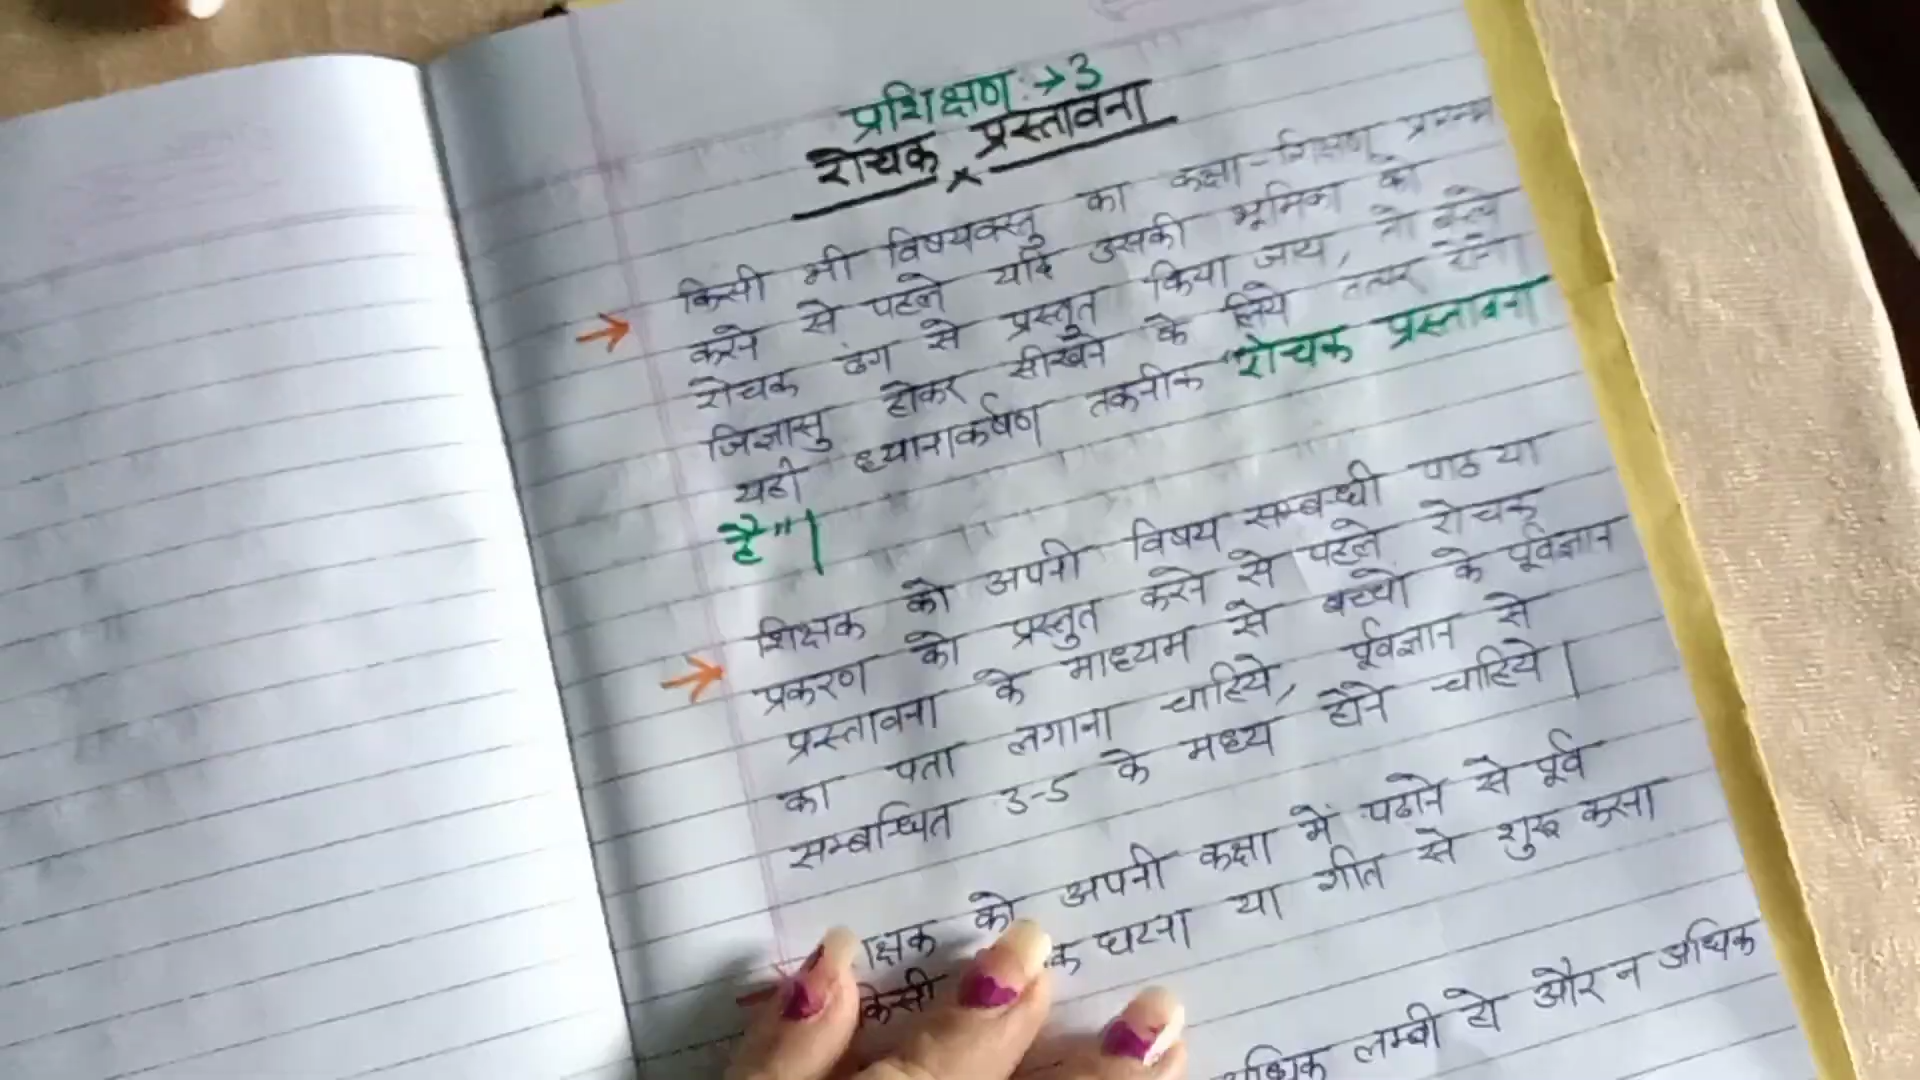 प्रशिक्षण :→3
रोचक प्रस्तावना
किसी भी विषयवस्तु का कक्षा-शिक्षण प्रारम्भ
करने से पहले यदि उसकी भूमिका को
रोचक ढंग से प्रस्तुत किया जाय, तो बच्चे
जिज्ञासु होकर सीखने के लिये तत्पर होंगे।
यही ध्यानाकर्षण तकनीक "रोचक प्रस्तावना
है"।
शिक्षक को अपनी विषय सम्बन्धी पाठ या
प्रकरण को प्रस्तुत करने से पहले रोचक
प्रस्तावना के माध्यम से बच्चों के पूर्वज्ञान
का पता लगाना चाहिये, पूर्वज्ञान से
सम्बन्धित 3-5 के मध्य होने चाहिये।
क्षक को अपनी कक्षा में पढाने से पूर्व
किसी क घटना या गीत से शुरू करना
लम्बी हो और न अधिक